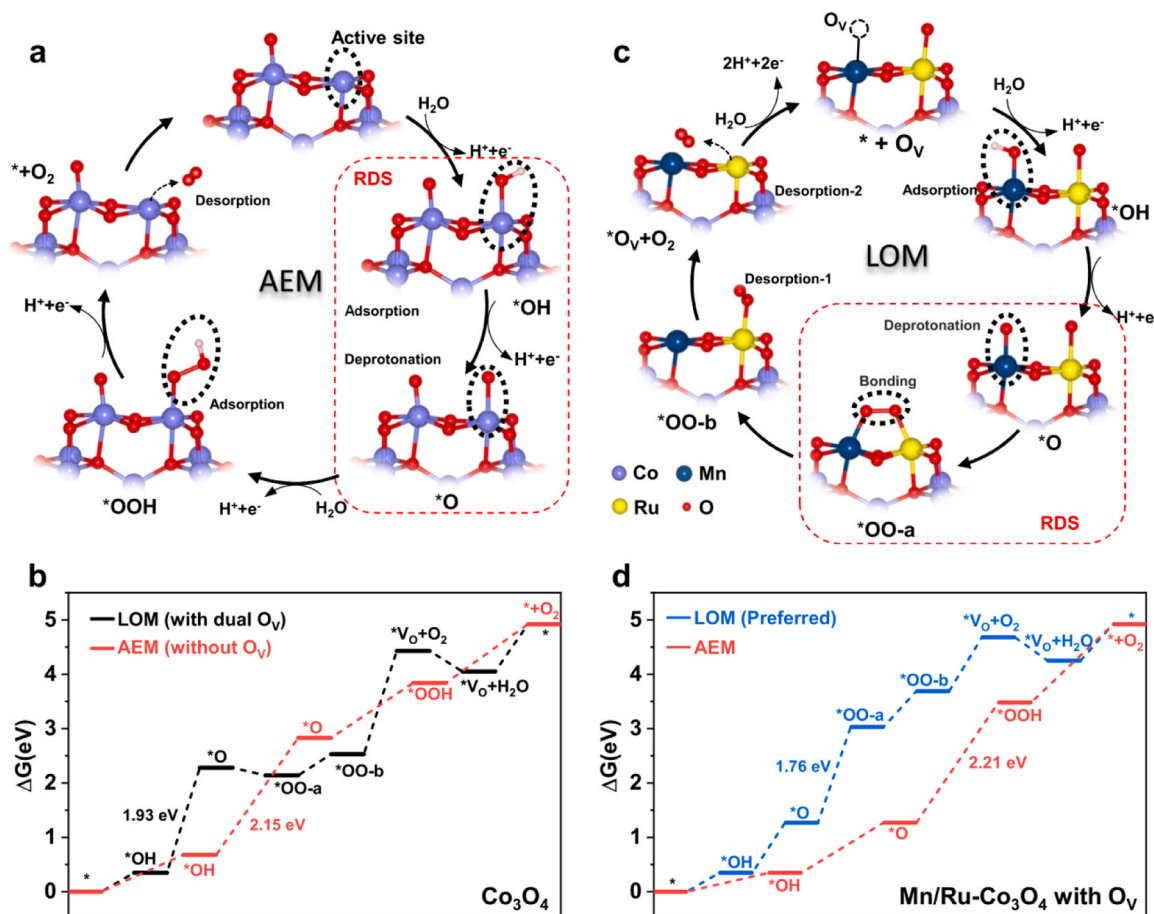 a
Active site
H₂O
H⁺+e⁻
RDS
*+O₂
Desorption
AEM
*OH
Adsorption
H⁺+e⁻
Deprotonation
H⁺+e⁻
Adsorption
*OOH
H⁺+e⁻
H₂O
*O
c
Oᵥ
2H⁺+2e⁻
H₂O
H₂O
H⁺+e⁻
* + Oᵥ
Desorption-2
Adsorption
*OH
*Oᵥ+O₂
LOM
Desorption-1
H⁺+e
Deprotonation
Bonding
*OO-b
*O
Co
Mn
Ru
O
*OO-a
RDS
b
LOM (with dual Oᵥ)
AEM (without Oᵥ)
ΔG(eV)
5
4
3
2
1
0
*
*OH
*OH
1.93 eV
*O
2.15 eV
*OO-a
*O
*OO-b
*V₀+O₂
*OOH
*V₀+H₂O
*+O₂
*
Co₃O₄
d
LOM (Preferred)
AEM
ΔG(eV)
5
4
3
2
1
0
*
*OH
*OH
*O
1.76 eV
*OO-a
*O
*OO-b
2.21 eV
*V₀+O₂
*OOH
*V₀+H₂O
*
*+O₂
Mn/Ru-Co₃O₄ with Oᵥ